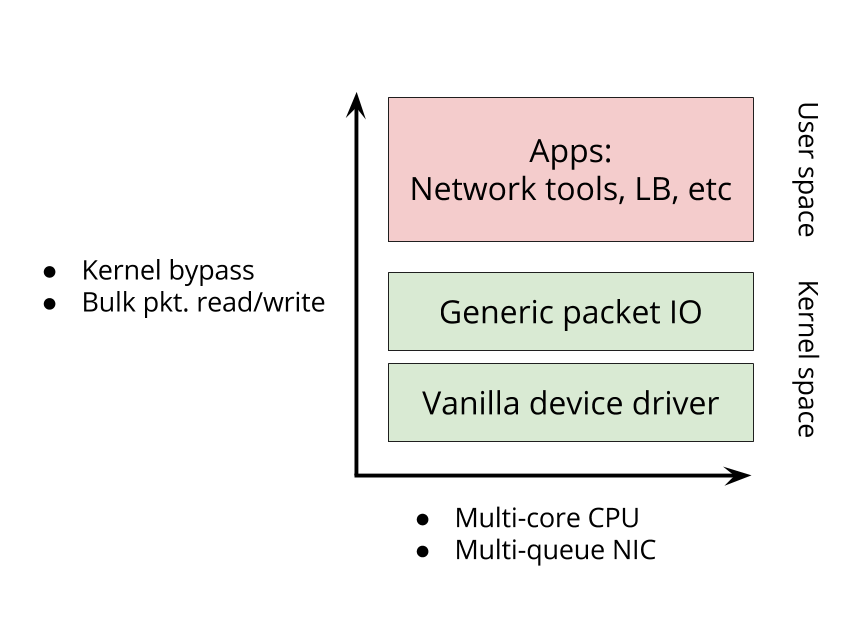 Apps:
Network tools, LB, etc
User space
● Kernel bypass
● Bulk pkt. read/write
Generic packet IO
Vanilla device driver
Kernel space
● Multi-core CPU
● Multi-queue NIC